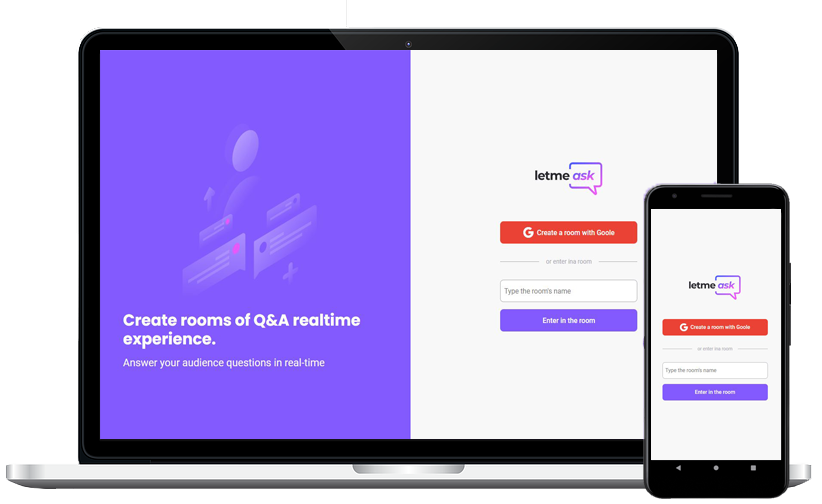 letme ask
Create a room with Goole
or enter ina room
Type the room's name
Enter in the room
Create rooms of Q&A realtime
experience.
Answer your audience questions in real-time
letme ask
Create a room with Goole
or enter ina room
Type the room's name
Enter in the room